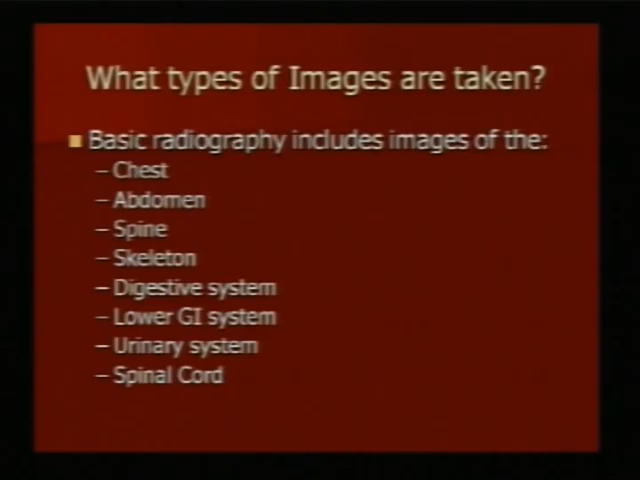 What types of Images are taken?
Basic radiography includes images of the:
– Chest
– Abdomen
– Spine
– Skeleton
– Digestive system
– Lower GI system
– Urinary system
– Spinal Cord